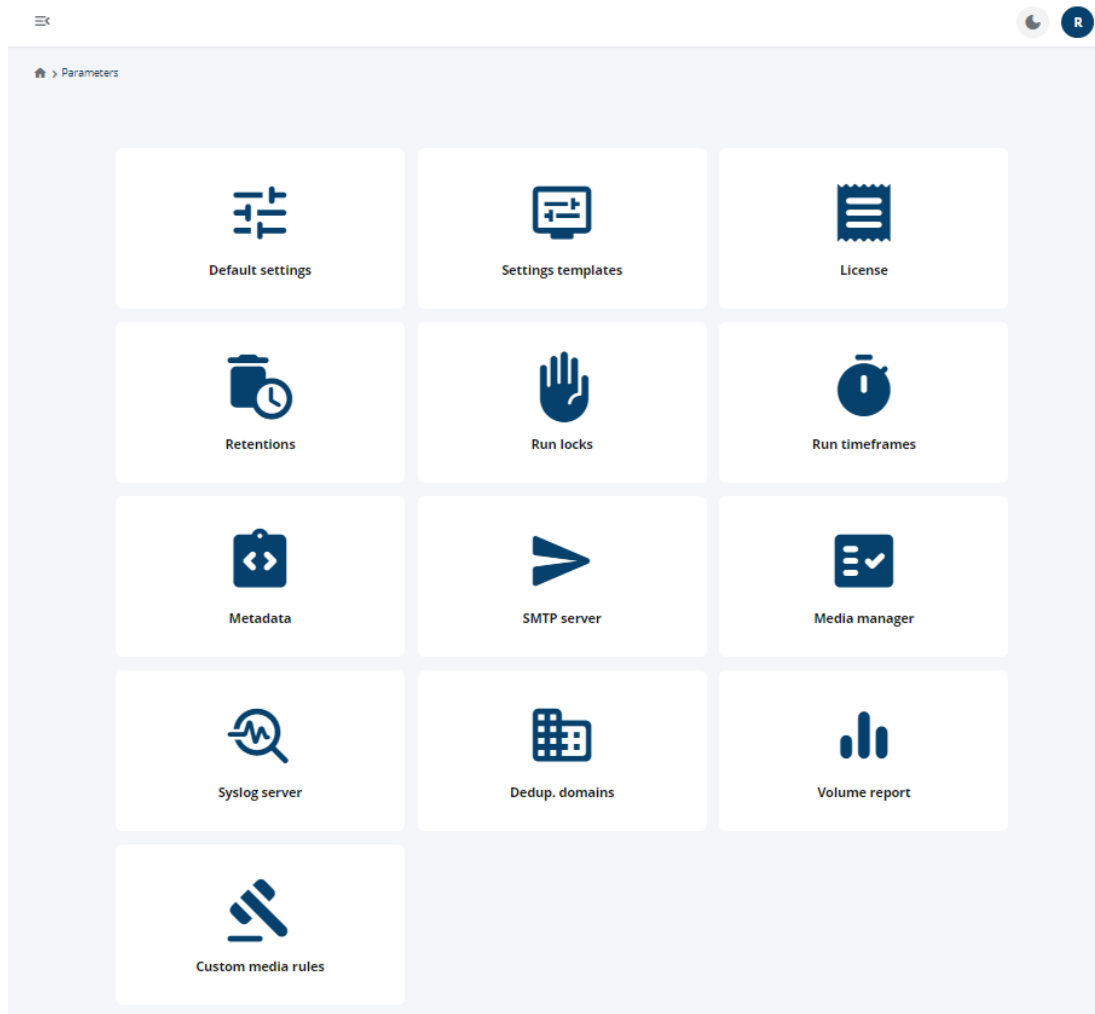 R
Parameters
Default settings
Settings templates
License
Retentions
Run locks
Run timeframes
Metadata
SMTP server
Media manager
Syslog server
Dedup. domains
Volume report
Custom media rules